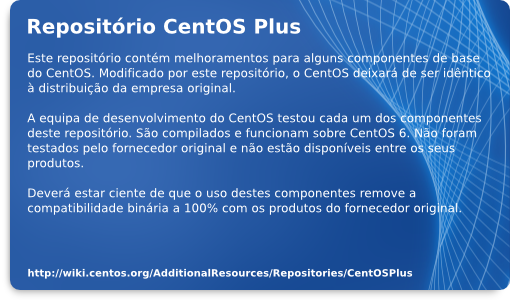 Repositório CentOS Plus
Este repositório contém melhoramentos para alguns componentes de base
do CentOS. Modificado por este repositório, o CentOS deixará de ser idêntico
à distribuição da empresa original.
A equipa de desenvolvimento do CentOS testou cada um dos componentes
deste repositório. São compilados e funcionam sobre CentOS 6. Não foram
testados pelo fornecedor original e não estão disponíveis entre os seus
produtos.
Deverá estar ciente de que o uso destes componentes remove a
compatibilidade binária a 100% com os produtos do fornecedor original.
http://wiki.centos.org/AdditionalResources/Repositories/CentOSPlus